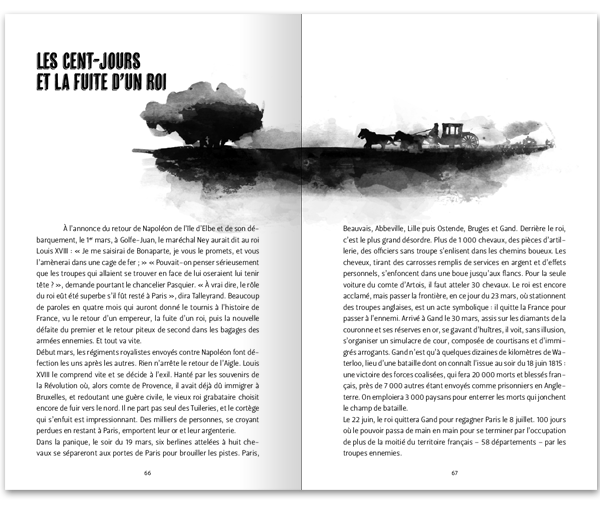 LES CENT-JOURS
ET LA FUITE D'UN ROI
À l'annonce du retour de Napoléon de l'île d'Elbe et de son dé-
barquement, le 1er mars, à Golfe-Juan, le maréchal Ney aurait dit au roi
Louis XVIII : « Je me saisirai de Bonaparte, je vous le promets, et vous
l'amènerai dans une cage de fer ; » « Pouvait-on penser sérieusement
que les troupes qui allaient se trouver en face de lui oseraient lui tenir
tête ? », demande pourtant le chancelier Pasquier. « À vrai dire, le rôle
du roi eût été superbe s'il fût resté à Paris », dira Talleyrand. Beaucoup
de paroles en quatre mois qui auront donné le tournis à l'histoire de
France, vu le retour d'un empereur, la fuite d'un roi, puis la nouvelle
défaite du premier et le retour piteux de second dans les bagages des
armées ennemies. Et tout va vite.
Début mars, les régiments royalistes envoyés contre Napoléon font dé-
fection les uns après les autres. Rien n'arrête le retour de l'Aigle. Louis
XVIII le comprend vite et se décide à l'exil. Hanté par les souvenirs de
la Révolution où, alors comte de Provence, il avait déjà dû immigrer à
Bruxelles, et redoutant une guerre civile, le vieux roi grabataire choisit
encore de fuir vers le nord. Il ne part pas seul des Tuileries, et le cortège
qui s'enfuit est impressionnant. Des milliers de personnes, se croyant
perdues en restant à Paris, emportent leur or et leur argenterie.
Dans la panique, le soir du 19 mars, six berlines attelées à huit che-
vaux se sépareront aux portes de Paris pour brouiller les pistes. Paris,
66
Beauvais, Abbeville, Lille puis Ostende, Bruges et Gand. Derrière le roi,
c'est le plus grand désordre. Plus de 1 000 chevaux, des pièces d'artil-
lerie, des officiers sans troupe s'enlisent dans les chemins boueux. Les
cheveux, tirant des carrosses remplis de services en argent et d'effets
personnels, s'enfoncent dans une boue jusqu'aux flancs. Pour la seule
voiture du comte d'Artois, il faut atteler 30 chevaux. Le roi est encore
acclamé, mais passer la frontière, en ce jour du 23 mars, où stationnent
des troupes anglaises, est un acte symbolique : il quitte la France pour
passer à l'ennemi. Arrivé à Gand le 30 mars, assis sur les diamants de la
couronne et ses réserves en or, se gavant d'huîtres, il voit, sans illusion,
s'organiser un simulacre de cour, composée de courtisans et d'immi-
grés arrogants. Gand n'est qu'à quelques dizaines de kilomètres de Wa-
terloo, lieu d'une bataille dont on connaît l'issue au soir du 18 juin 1815 :
une victoire des forces coalisées, qui fera 20 000 morts et blessés fran-
çais, près de 7 000 autres étant envoyés comme prisonniers en Angle-
terre. On emploiera 3 000 paysans pour enterrer les morts qui jonchent
le champ de bataille.
Le 22 juin, le roi quittera Gand pour regagner Paris le 8 juillet. 100 jours
où le pouvoir passa de main en main pour se terminer par l'occupation
de plus de la moitié du territoire français – 58 départements – par les
troupes ennemies.
67